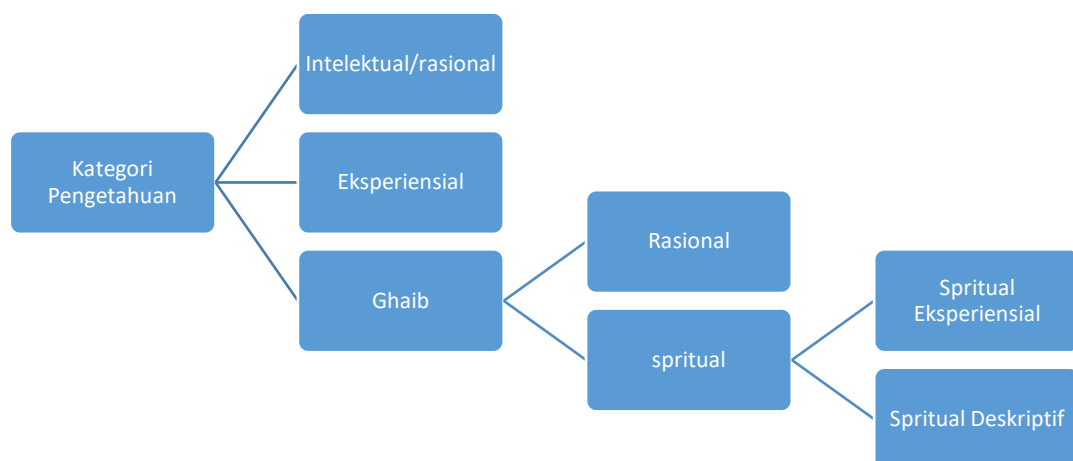 Kategori
Pengetahuan
Intelektual/rasional
Eksperiensial
Ghaib
Rasional
spritual
Spritual
Eksperiensial
Spritual Deskriptif